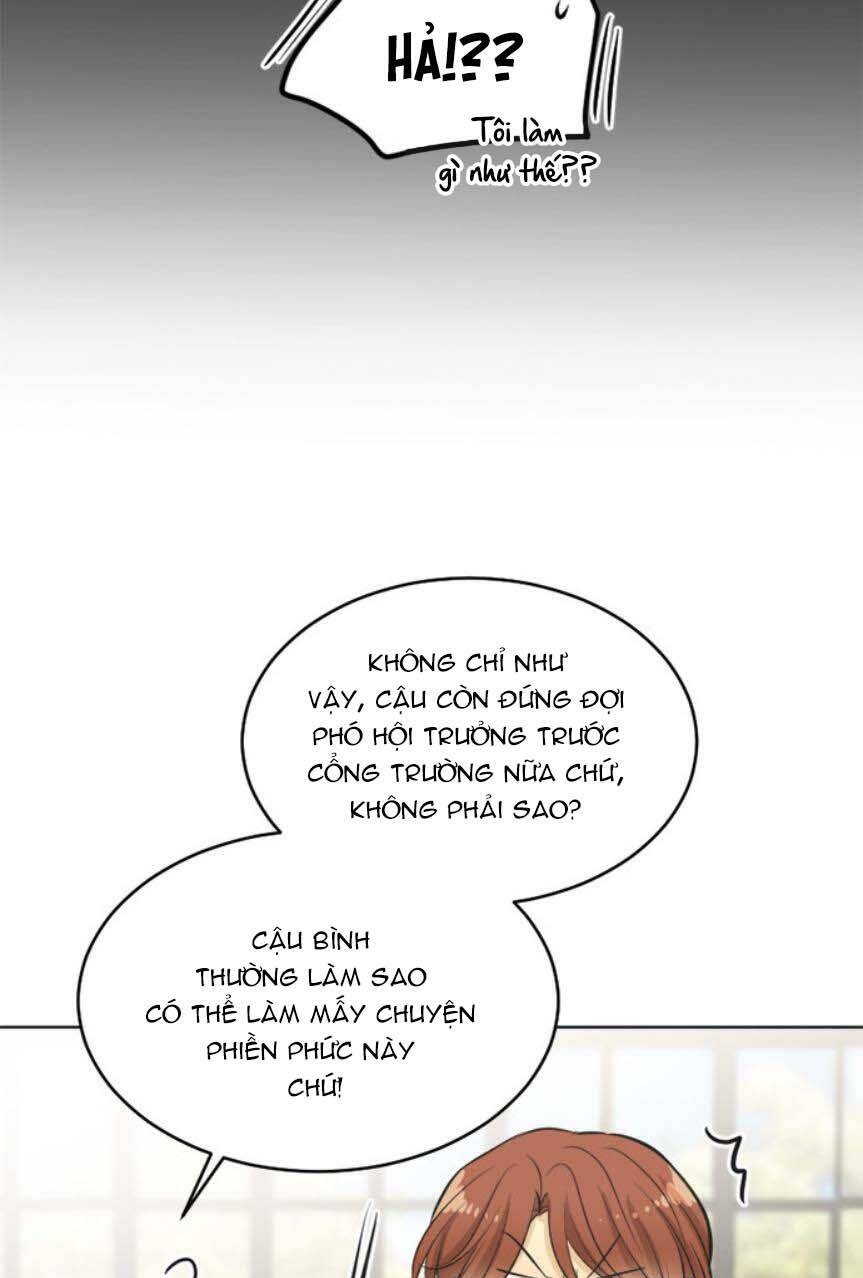 HẢ!??
Tôi làm
gì như thế??
KHÔNG CHỈ NHƯ
VẬY, CẬU CÒN ĐỨNG ĐỢI
PHÓ HỘI TRƯỞNG TRƯỚC
CỔNG TRƯỜNG NỮA CHỨ,
KHÔNG PHẢI SAO?
CẬU BÌNH
THƯỜNG LÀM SAO
CÓ THỂ LÀM MẤY CHUYỆN
PHIỀN PHỨC NÀY
CHỨ!